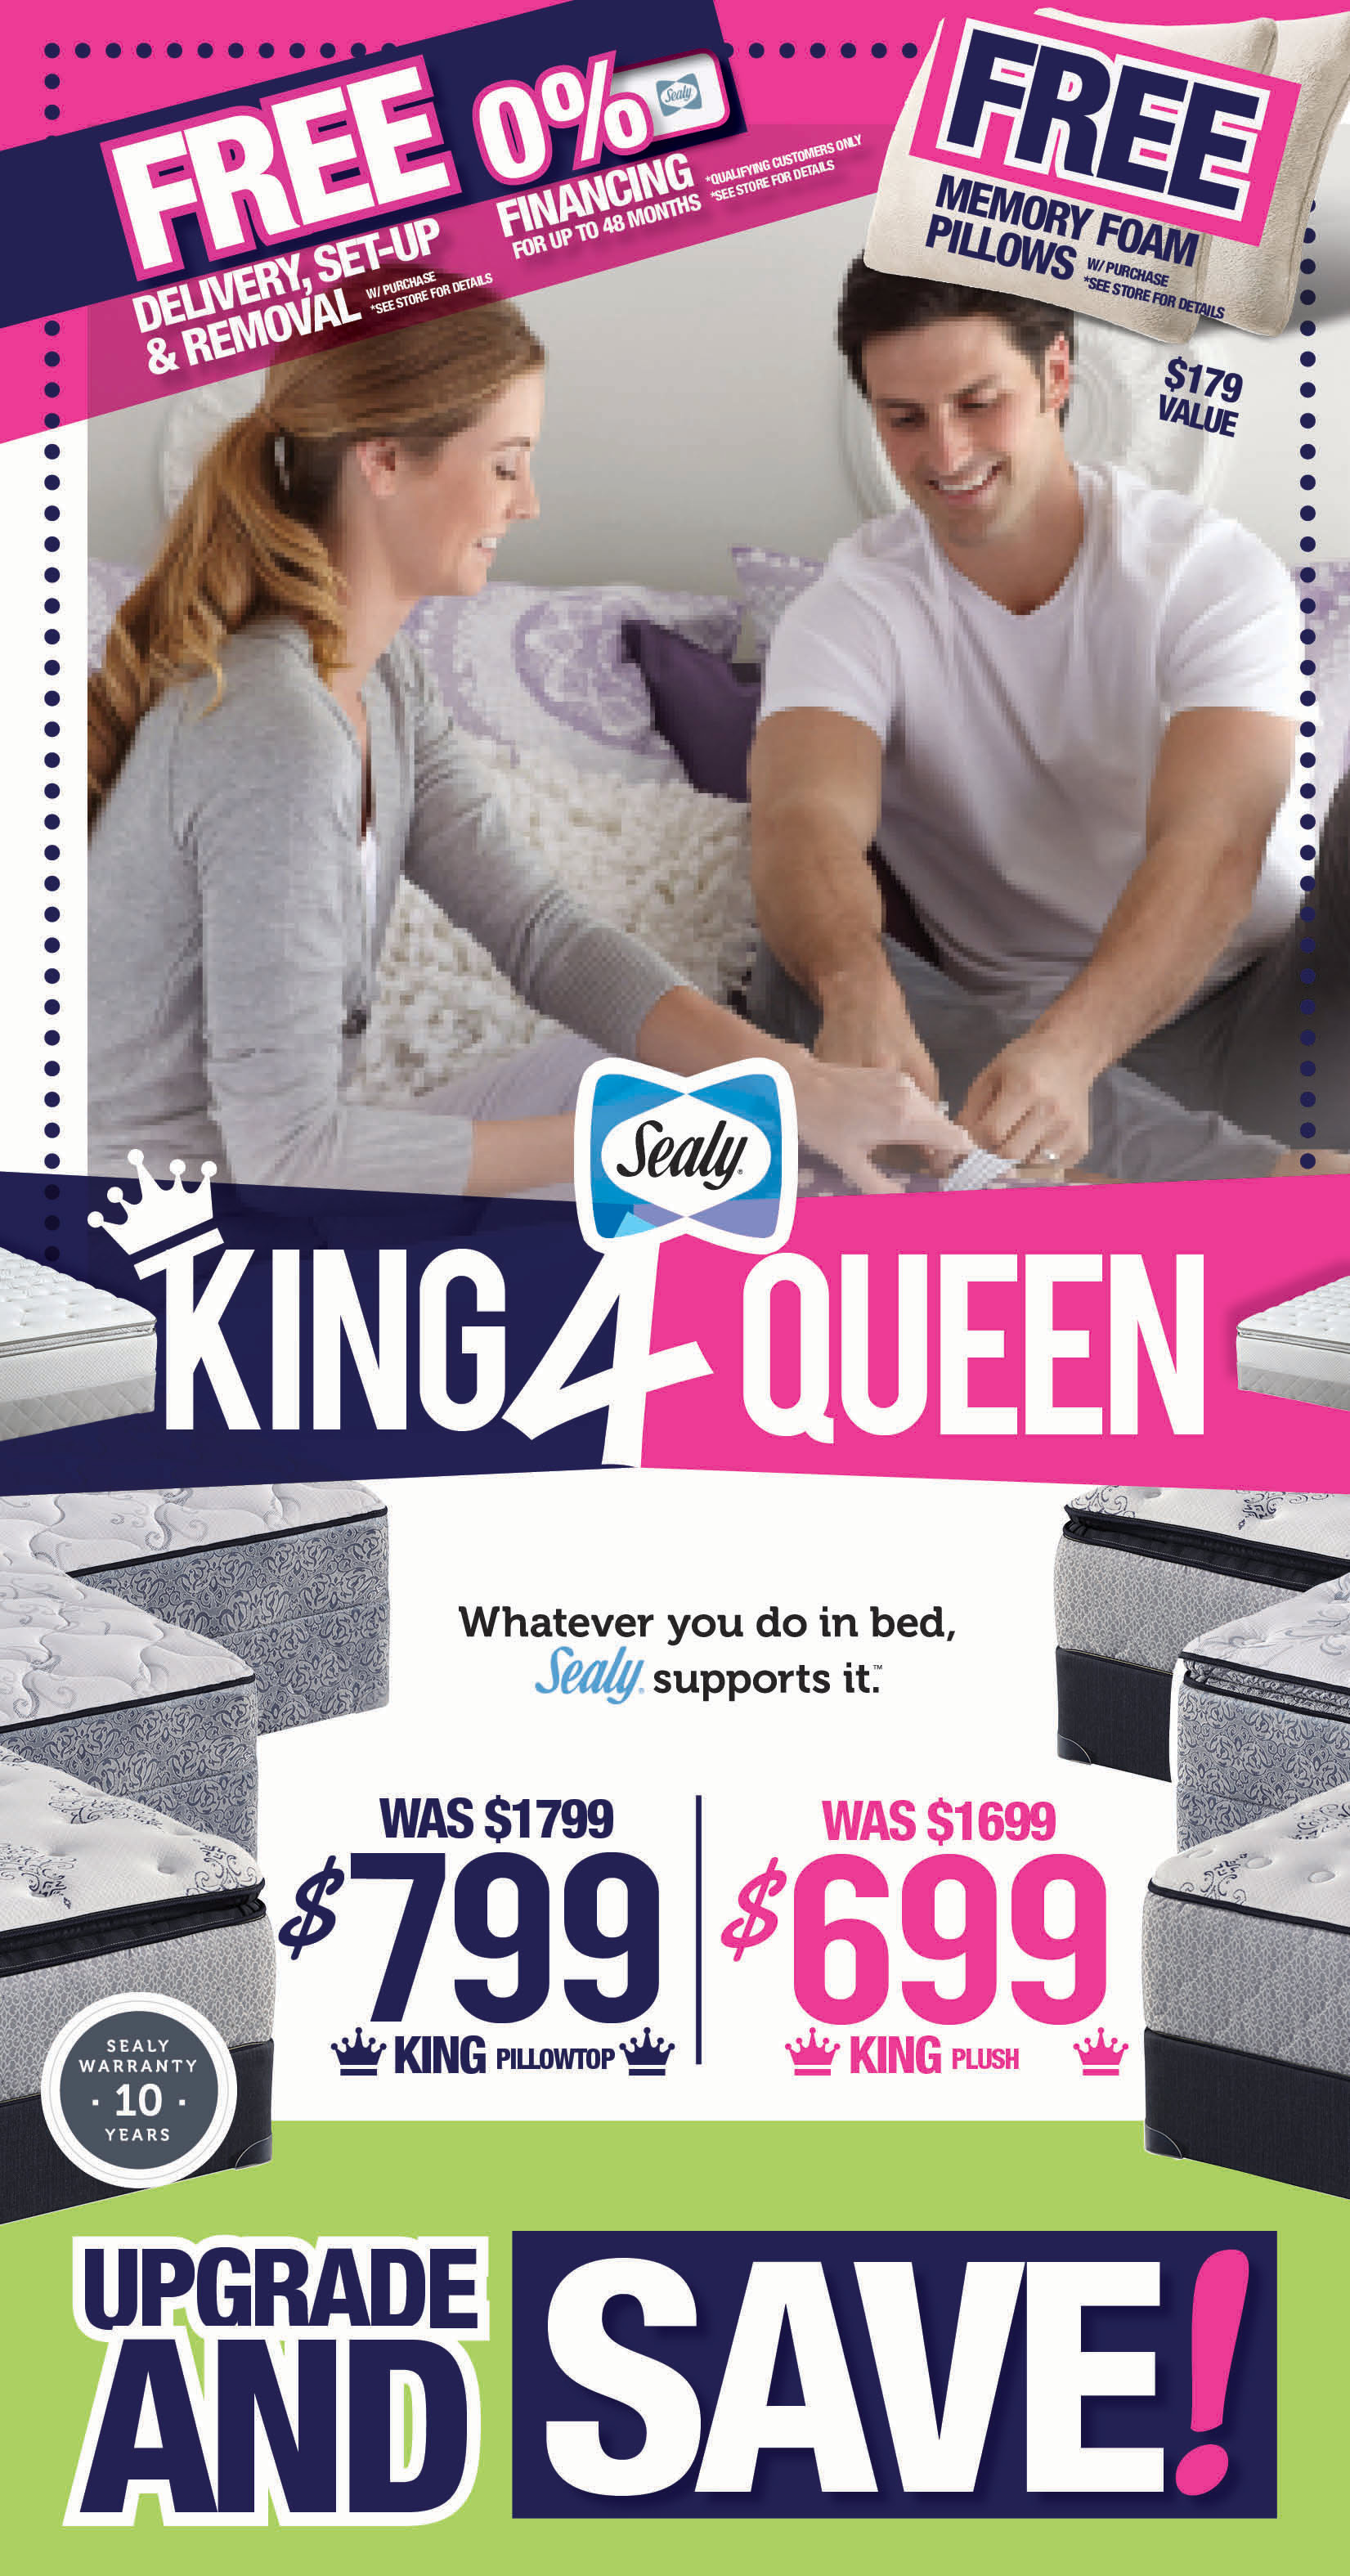 FREE
DELIVERY, SET-UP
& REMOVAL
W/ PURCHASE
*SEE STORE FOR DETAILS
0%
Sealy
FINANCING
FOR UP TO 48 MONTHS
*QUALIFYING CUSTOMERS ONLY
*SEE STORE FOR DETAILS
FREE
MEMORY FOAM
PILLOWS
W/ PURCHASE
*SEE STORE FOR DETAILS
$179
VALUE
Sealy
KING 4 QUEEN
Whatever you do in bed,
Sealy supports it.™
WAS $1799
$799
KING PILLOWTOP
WAS $1699
$699
KING PLUSH
SEALY
WARRANTY
· 10 ·
YEARS
UPGRADE
AND
SAVE!